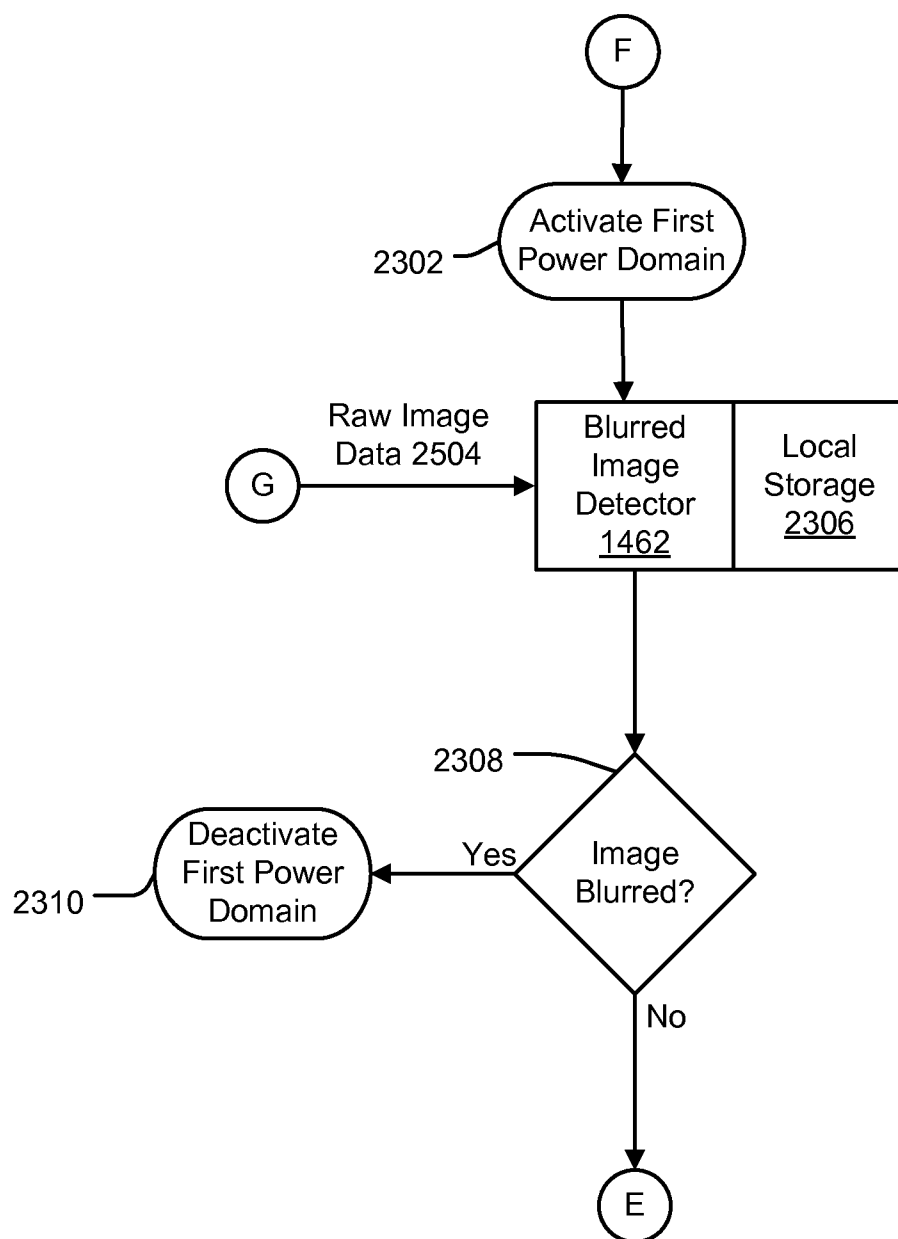 F
Activate First
Power Domain
2302
Raw Image
Data 2504
G
Blurred
Image
Detector
1462
Local
Storage
2306
2308
Image
Blurred?
Yes
Deactivate
First Power
Domain
2310
No
E